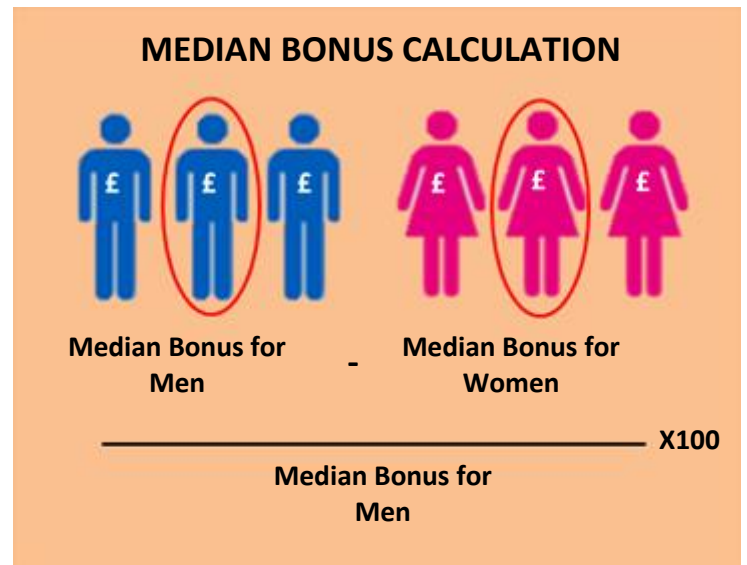 MEDIAN BONUS CALCULATION
£ £ £ £ £ £
Median Bonus for
Men
-
Median Bonus for
Women
X100
Median Bonus for
Men